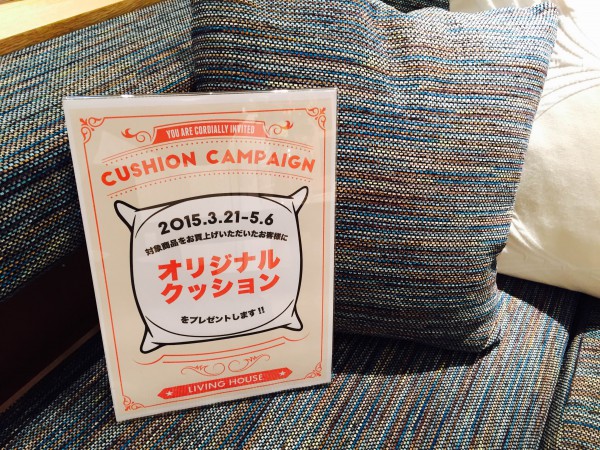 YOU ARE CORDIALLY INVITED
CUSHION CAMPAIGN
2015.3.21-5.6
対象商品をお買上げいただいたお客様に
オリジナル
クッション
をプレゼントします!!
LIVING HOUSE